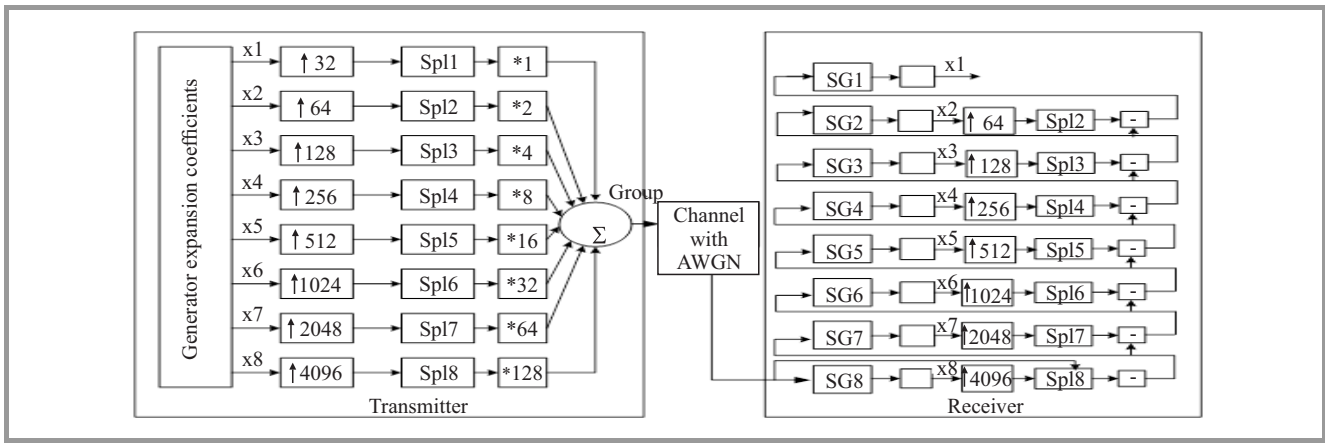 Generator expansion coefficients
x1 ↑ 32 Spl1 *1
x2 ↑ 64 Spl2 *2
x3 ↑128 Spl3 *4
x4 ↑256 Spl4 *8
x5 ↑512 Spl5 *16
x6 ↑1024 Spl6 *32
x7 ↑2048 Spl7 *64
x8 ↑4096 Spl8 *128
Σ
Group
Transmitter
Channel
with
AWGN
SG1 x1
SG2 x2 ↑ 64 Spl2 -
SG3 x3 ↑128 Spl3 -
SG4 x4 ↑256 Spl4 -
SG5 x5 ↑512 Spl5 -
SG6 x6 ↑1024 Spl6 -
SG7 x7 ↑2048 Spl7 -
SG8 x8 ↑4096 Spl8 -
Receiver